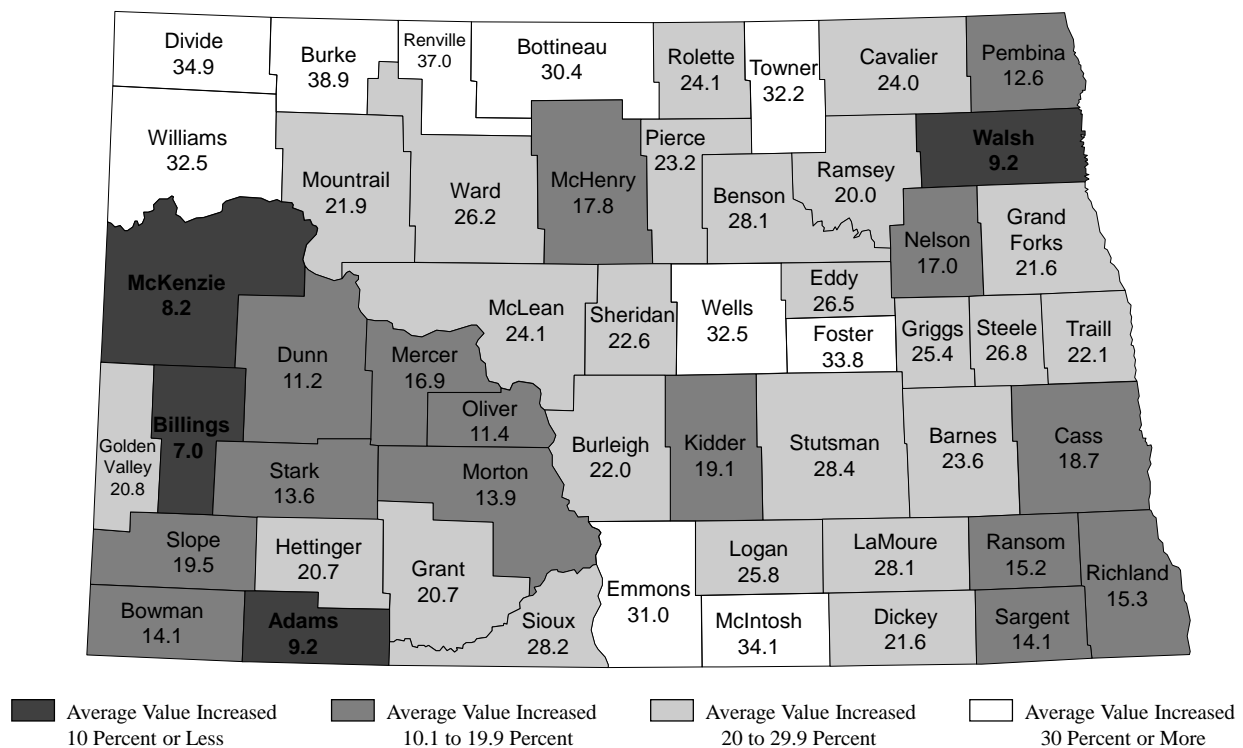 Divide
34.9
Burke
38.9
Renville
37.0
Bottineau
30.4
Rolette
24.1
Towner
32.2
Cavalier
24.0
Pembina
12.6
Williams
32.5
Mountrail
21.9
Ward
26.2
McHenry
17.8
Pierce
23.2
Benson
28.1
Ramsey
20.0
Walsh
9.2
Nelson
17.0
Grand
Forks
21.6
McKenzie
8.2
Dunn
11.2
Mercer
16.9
McLean
24.1
Sheridan
22.6
Wells
32.5
Eddy
26.5
Foster
33.8
Griggs
25.4
Steele
26.8
Traill
22.1
Oliver
11.4
Golden
Valley
20.8
Billings
7.0
Stark
13.6
Morton
13.9
Burleigh
22.0
Kidder
19.1
Stutsman
28.4
Barnes
23.6
Cass
18.7
Slope
19.5
Hettinger
20.7
Grant
20.7
Emmons
31.0
Logan
25.8
LaMoure
28.1
Ransom
15.2
Richland
15.3
Bowman
14.1
Adams
9.2
Sioux
28.2
McIntosh
34.1
Dickey
21.6
Sargent
14.1
Average Value Increased
10 Percent or Less
Average Value Increased
10.1 to 19.9 Percent
Average Value Increased
20 to 29.9 Percent
Average Value Increased
30 Percent or More